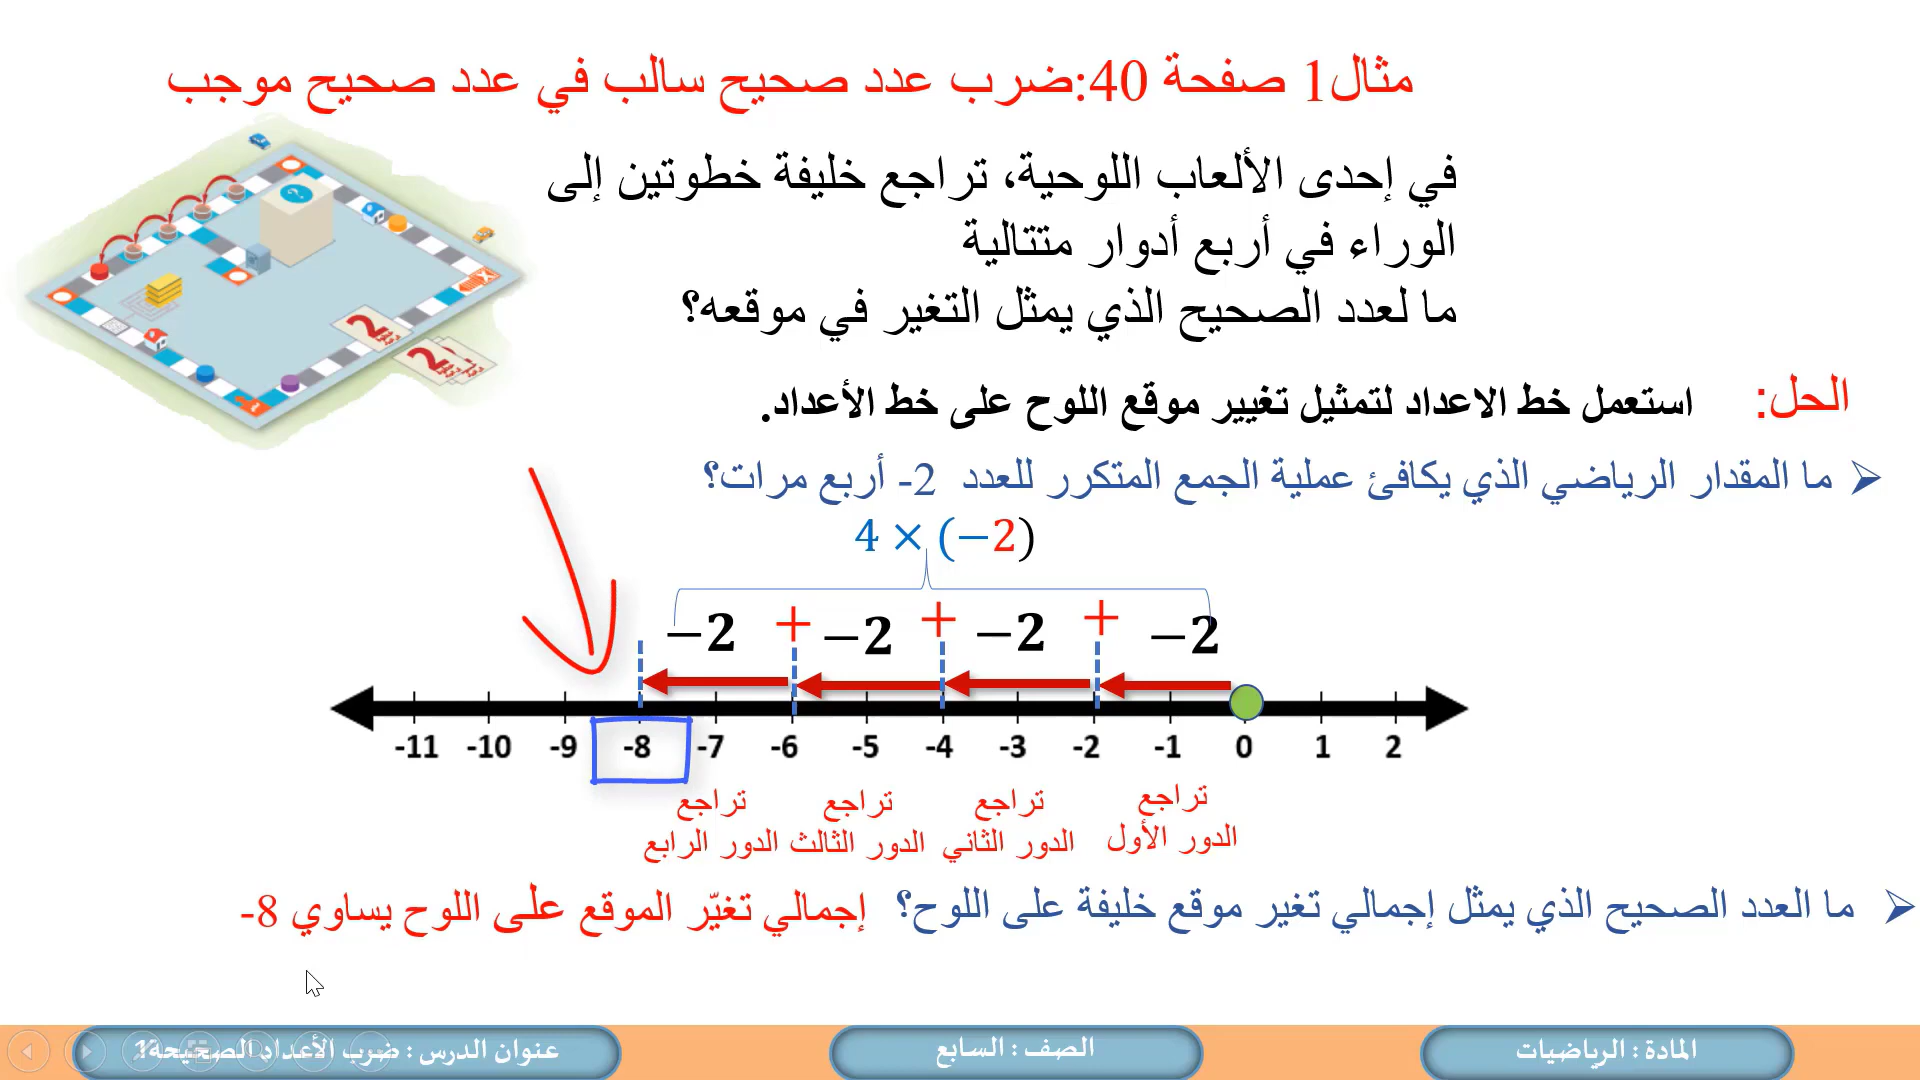 مثال1 صفحة 40:ضرب عدد صحيح سالب في عدد صحيح موجب
في إحدى الألعاب اللوحية، تراجع خليفة خطوتين إلى
الوراء في أربع أدوار متتالية
ما لعدد الصحيح الذي يمثل التغير في موقعه؟
2
2
الحل: استعمل خط الاعداد لتمثيل تغيير موقع اللوح على خط الأعداد.
ما المقدار الرياضي الذي يكافئ عملية الجمع المتكرر للعدد 2- أربع مرات؟
4 × (−2)
−2 + −2 + −2 + −2
-11 -10 -9 -8 -7 -6 -5 -4 -3 -2 -1 0 1 2
تراجع الدور الأول
تراجع الدور الثاني
تراجع الدور الثالث
تراجع الدور الرابع
ما العدد الصحيح الذي يمثل إجمالي تغير موقع خليفة على اللوح؟ إجمالي تغيّر الموقع على اللوح يساوي 8-
المادة : الرياضيات
الصف : السابع
عنوان الدرس : ضرب الأعداد الصحيحة